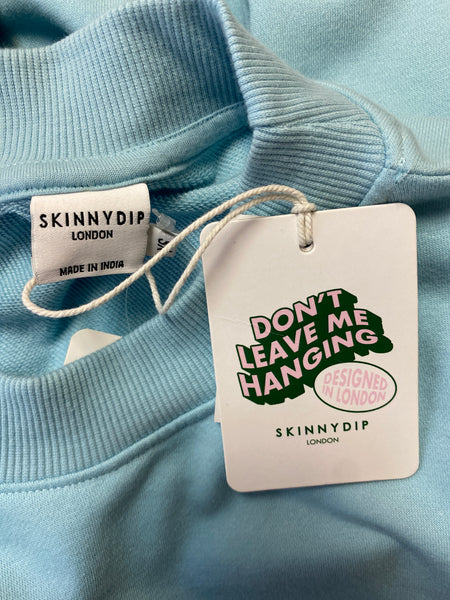 SKINNYDIP
LONDON
MADE IN INDIA
DON'T
LEAVE ME
HANGING
DESIGNED
IN LONDON
SKINNYDIP
LONDON